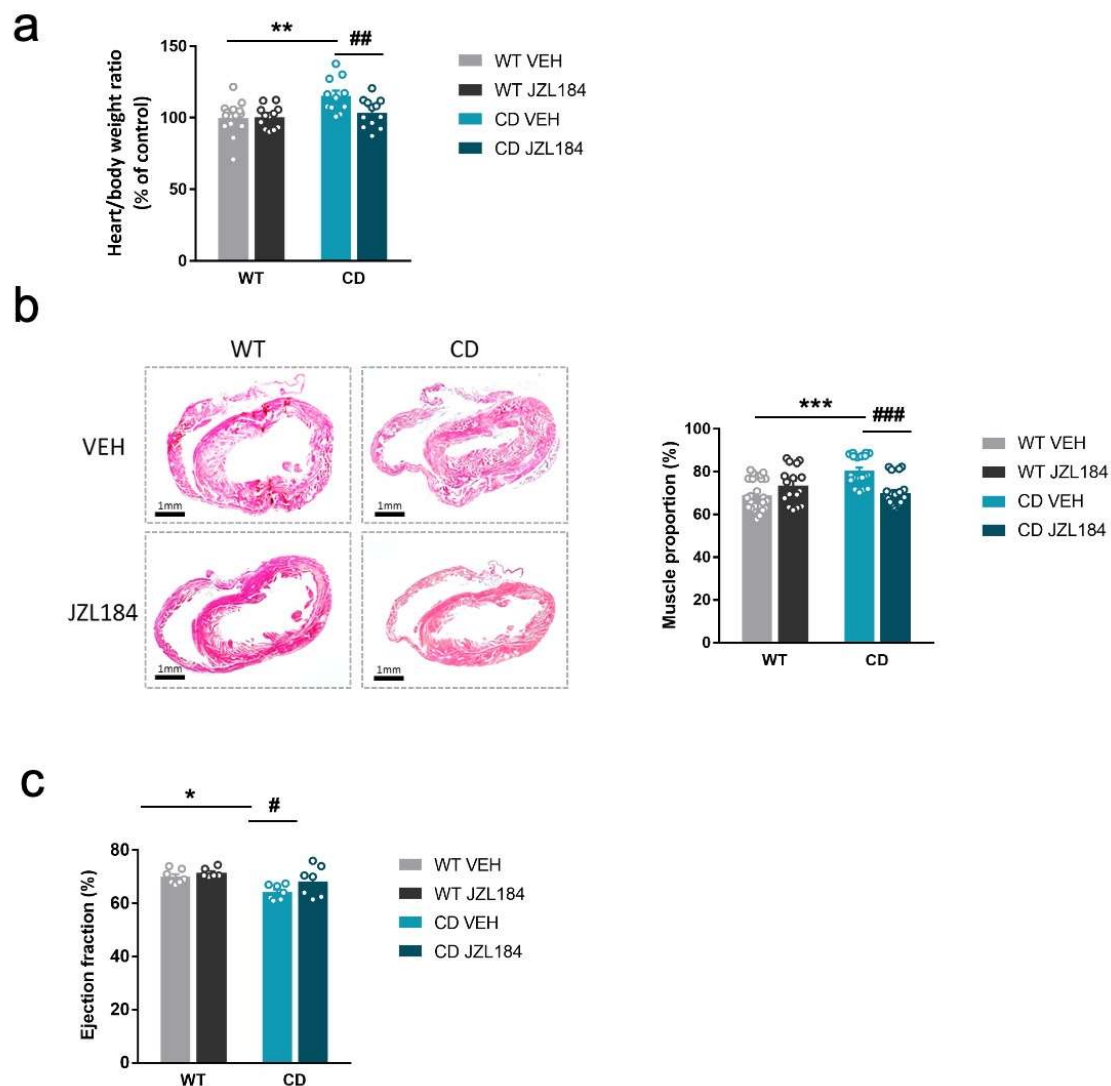 a
**
##
150
100
50
0
Heart/body weight ratio
(% of control)
WT
CD
WT VEH
WT JZL184
CD VEH
CD JZL184
b
WT
CD
VEH
JZL184
1mm
1mm
1mm
1mm
***
###
100
80
60
40
20
0
Muscle proportion (%)
WT
CD
WT VEH
WT JZL184
CD VEH
CD JZL184
c
*
#
80
60
40
20
0
Ejection fraction (%)
WT
CD
WT VEH
WT JZL184
CD VEH
CD JZL184